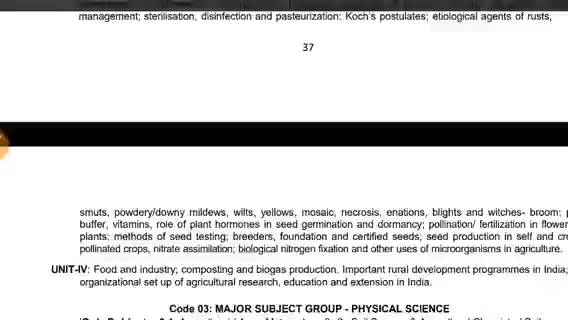 management; sterilisation, disinfection and pasteurization; Koch's postulates; etiological agents of rusts,
37
smuts, powdery/downy mildews, wilts, yellows, mosaic, necrosis, enations, blights and witches- broom;
buffer, vitamins, role of plant hormones in seed germination and dormancy; pollination/ fertilization in flower
plants; methods of seed testing; breeders, foundation and certified seeds; seed production in self and cro
pollinated crops, nitrate assimilation; biological nitrogen fixation and other uses of microorganisms in agriculture.
UNIT-IV: Food and industry; composting and biogas production. Important rural development programmes in India;
organizational set up of agricultural research, education and extension in India.
Code 03: MAJOR SUBJECT GROUP - PHYSICAL SCIENCE